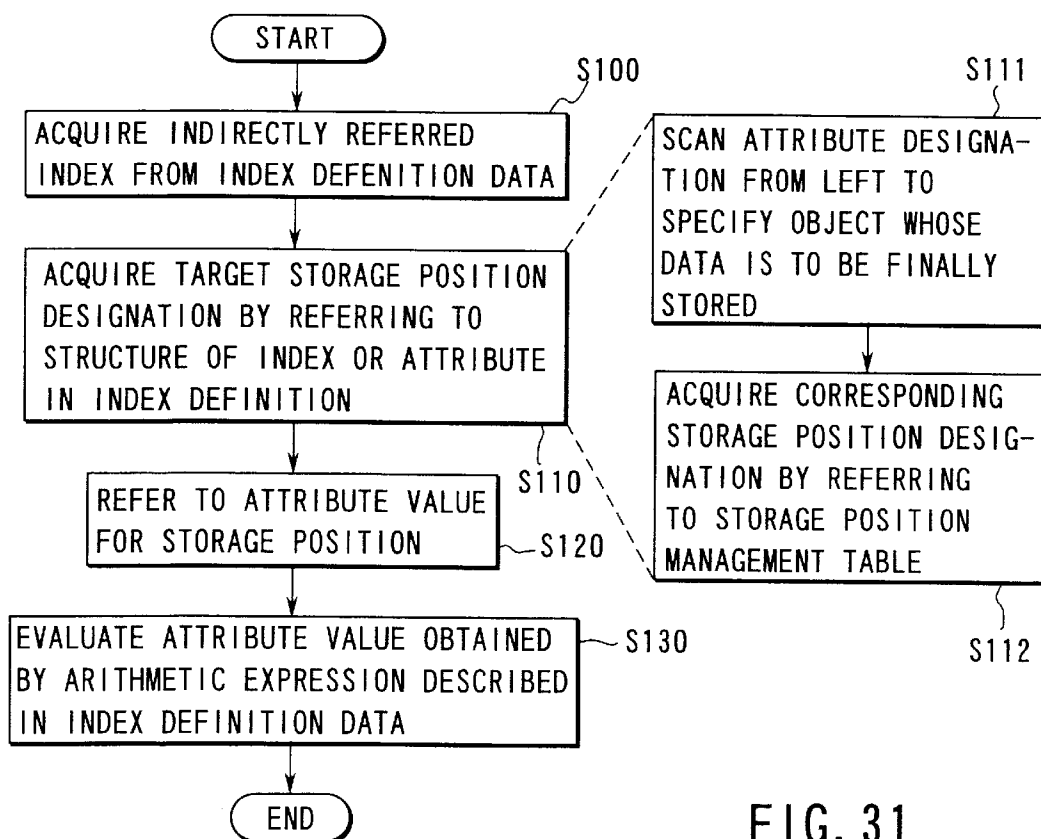 START
S100
ACQUIRE INDIRECTLY REFERRED
INDEX FROM INDEX DEFENITION DATA
ACQUIRE TARGET STORAGE POSITION
DESIGNATION BY REFERRING TO
STRUCTURE OF INDEX OR ATTRIBUTE
IN INDEX DEFINITION
S110
REFER TO ATTRIBUTE VALUE
FOR STORAGE POSITION
S120
EVALUATE ATTRIBUTE VALUE OBTAINED
BY ARITHMETIC EXPRESSION DESCRIBED
IN INDEX DEFINITION DATA
S130
END
S111
SCAN ATTRIBUTE DESIGNA-
TION FROM LEFT TO
SPECIFY OBJECT WHOSE
DATA IS TO BE FINALLY
STORED
ACQUIRE CORRESPONDING
STORAGE POSITION DESIG-
NATION BY REFERRING
TO STORAGE POSITION
MANAGEMENT TABLE
S112
FIG. 31